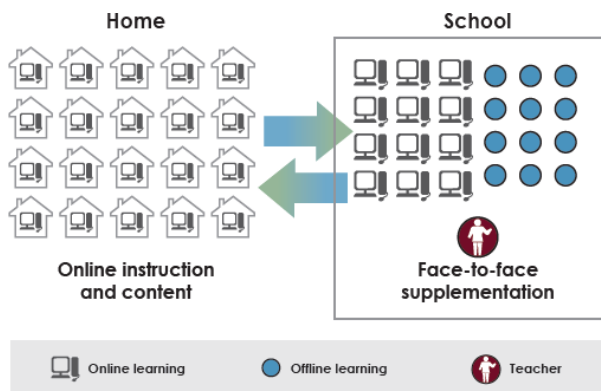 Home
School
Online instruction
and content
Face-to-face
supplementation
Online learning
Offline learning
Teacher